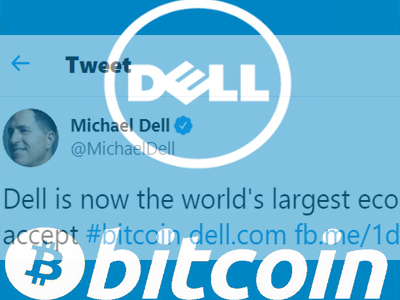 Tweet
DELL
Michael Dell
@MichaelDell
Dell is now the world's largest eco
accept #bitcoin dell.com fb.me/1d
bitcoin